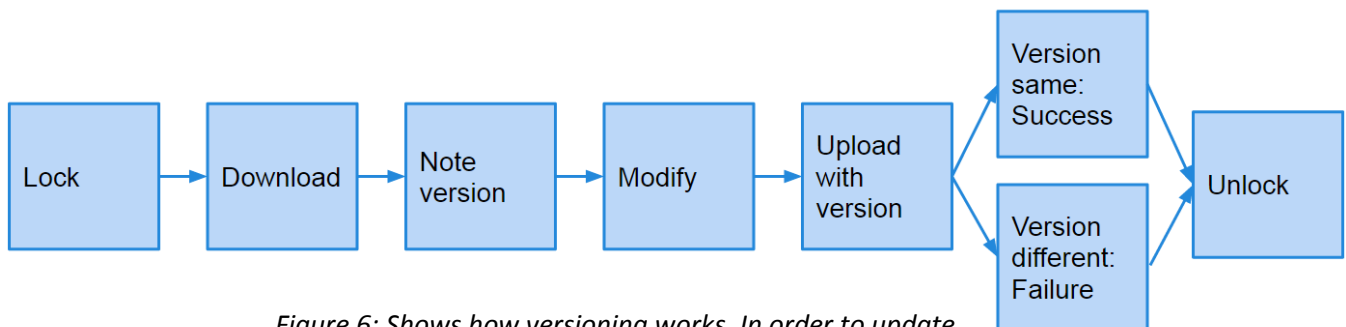 Lock
Download
Note
version
Modify
Upload
with
version
Version
same:
Success
Version
different:
Failure
Unlock
Figure 6: Shows how versioning works. In order to update